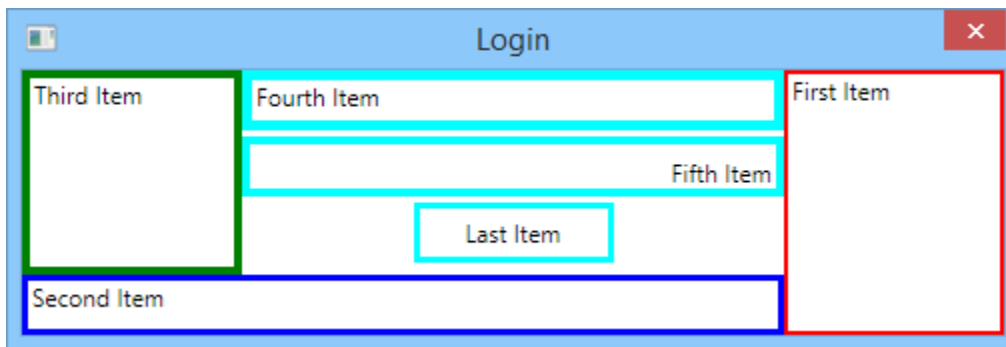 Login
Third Item
Fourth Item
First Item
Fifth Item
Last Item
Second Item